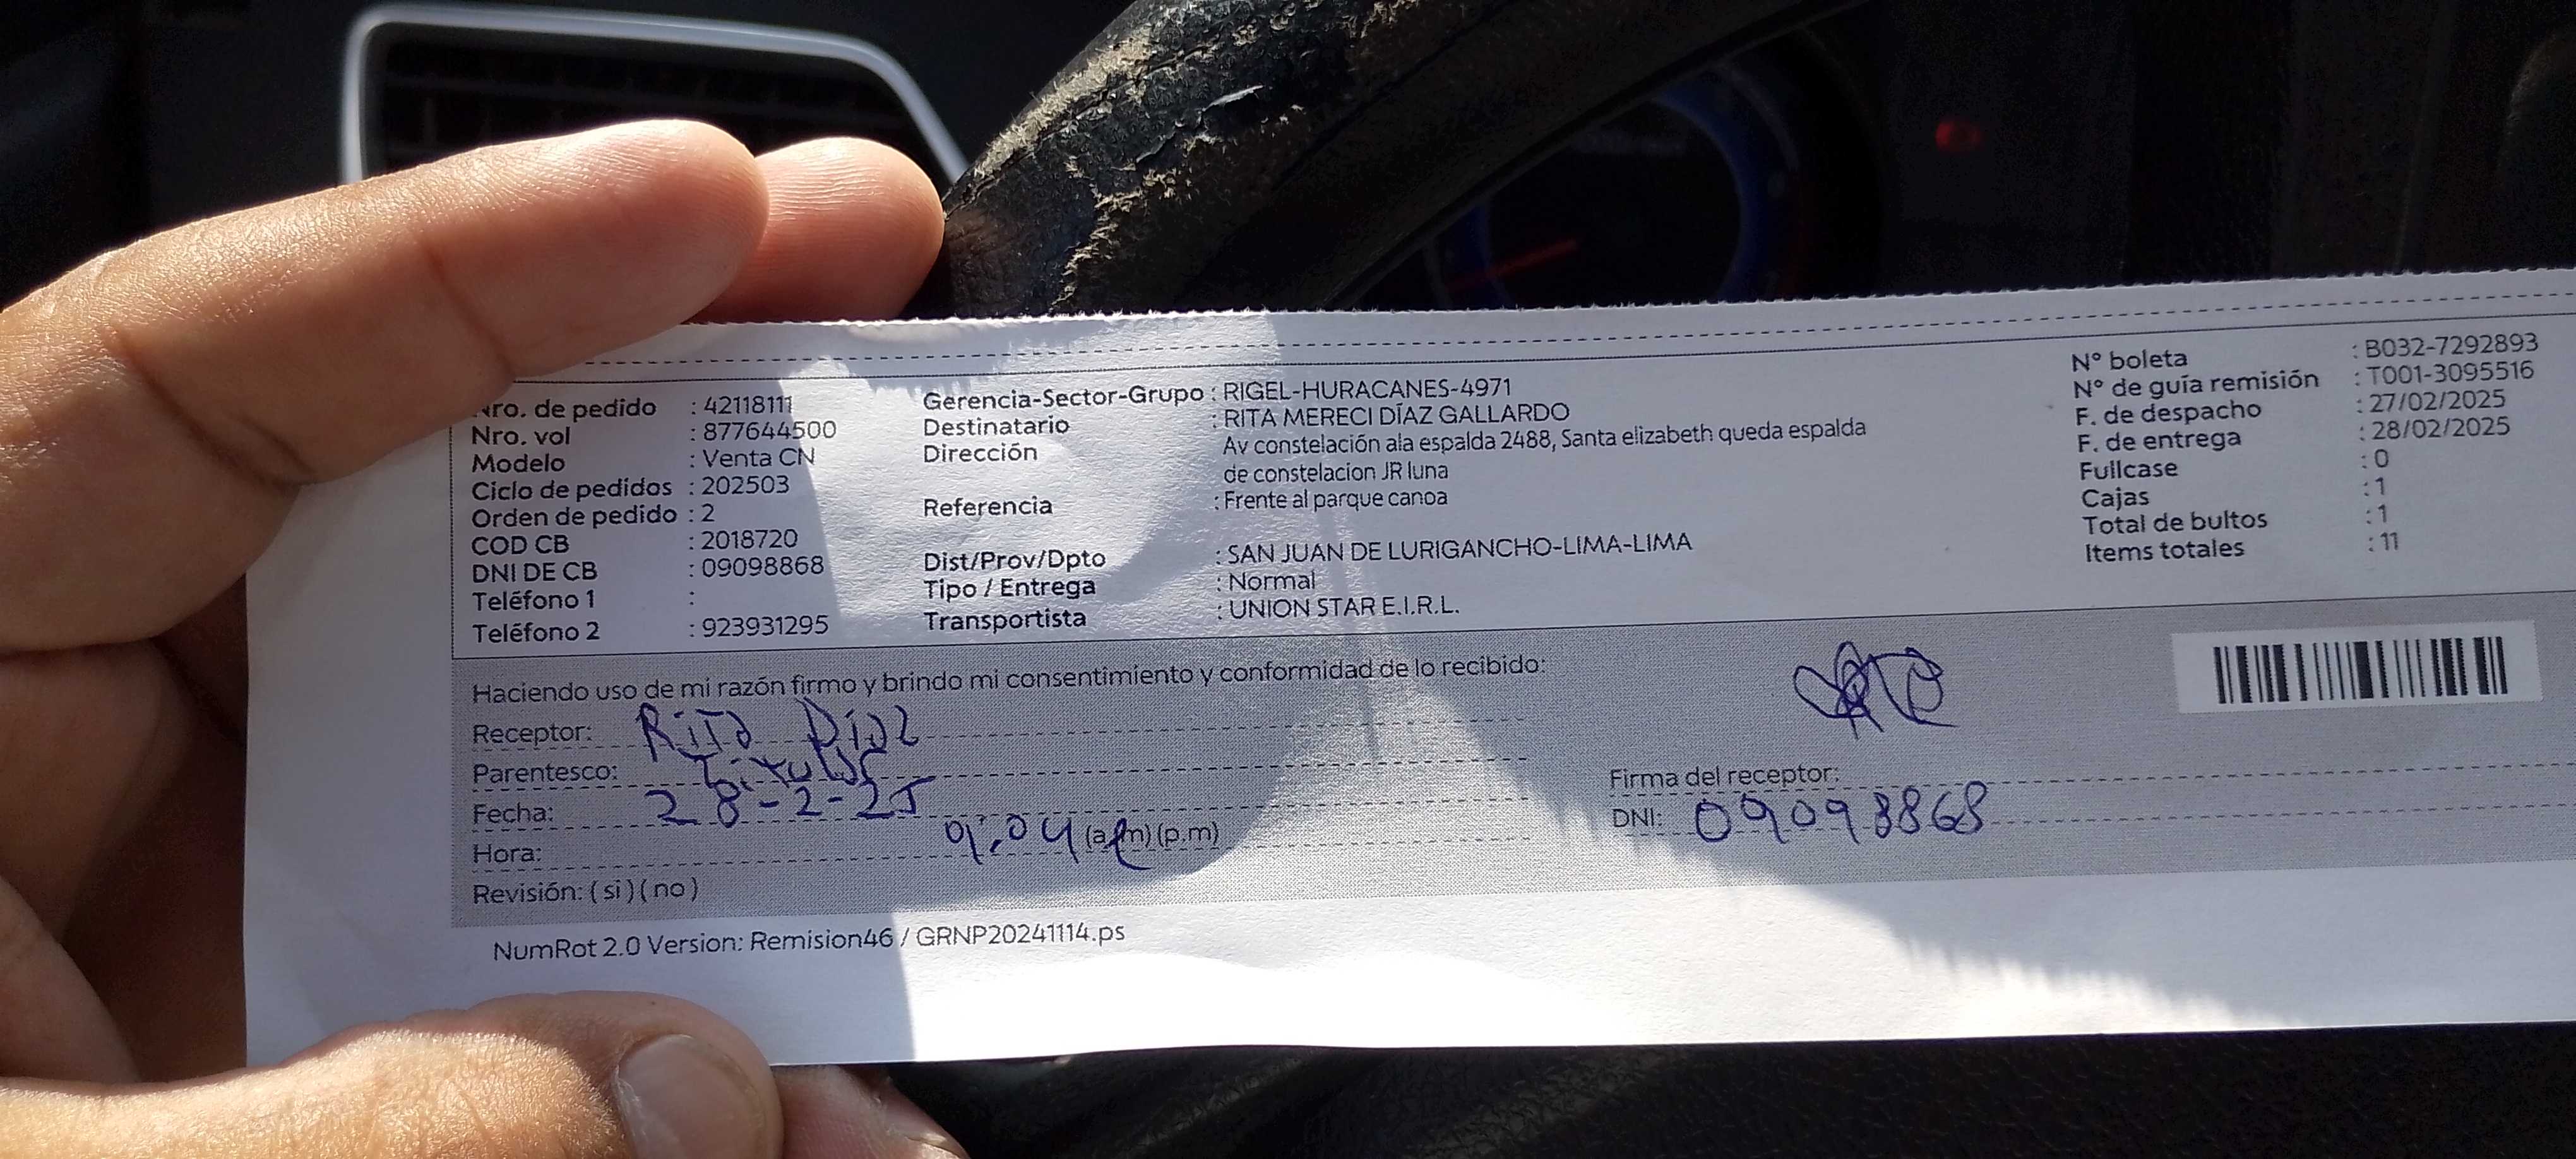 Nro. de pedido : 42118111
Nro. vol : 877644500
Modelo : Venta CN
Ciclo de pedidos : 202503
Orden de pedido : 2
COD CB : 2018720
DNI DE CB : 09098868
Teléfono 1 :
Teléfono 2 : 923931295
Gerencia-Sector-Grupo : RIGEL-HURACANES-4971
Destinatario : RITA MERECI DÍAZ GALLARDO
Dirección Av constelación ala espalda 2488, Santa elizabeth queda espalda
de constelacion JR luna
Referencia : Frente al parque canoa
Dist/Prov/Dpto : SAN JUAN DE LURIGANCHO-LIMA-LIMA
Tipo / Entrega : Normal
Transportista : UNION STAR E.I.R.L.
N° boleta : B032-7292893
N° de guía remisión : T001-3095516
F. de despacho : 27/02/2025
F. de entrega : 28/02/2025
Fullcase : 0
Cajas : 1
Total de bultos : 1
Items totales : 11
Haciendo uso de mi razón firmo y brindo mi consentimiento y conformidad de lo recibido:
Receptor: Rita Diaz
Parentesco: Titular
Fecha: 28-2-25
Hora: 9:04 (a.m) (p.m)
Revisión: ( si ) ( no )
Firma del receptor:
DNI: 09098868
NumRot 2.0 Version: Remision46 / GRNP20241114.ps